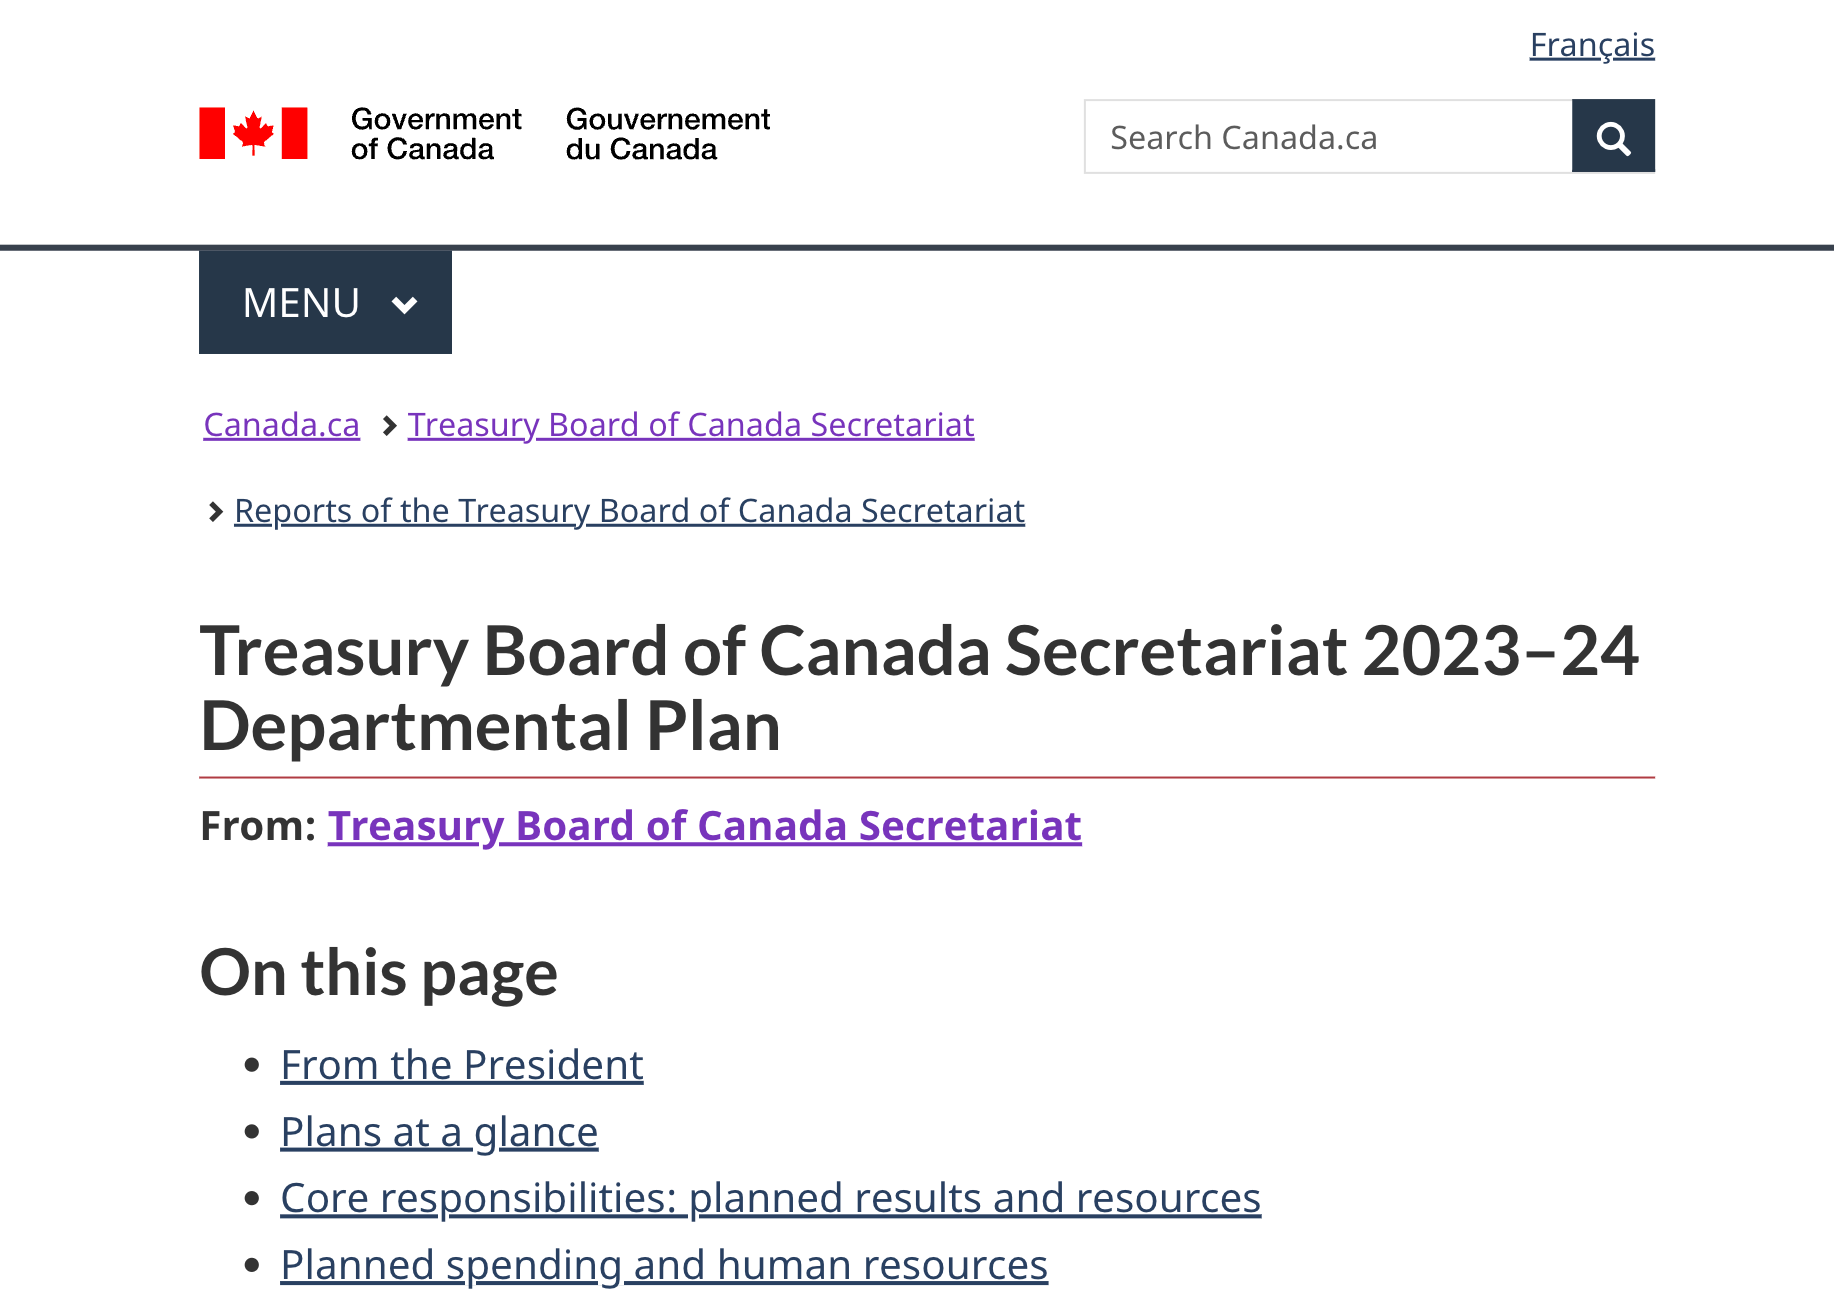 Français
Government of Canada
Gouvernement du Canada
Search Canada.ca
MENU
Canada.ca Treasury Board of Canada Secretariat
Reports of the Treasury Board of Canada Secretariat
Treasury Board of Canada Secretariat 2023–24
Departmental Plan
From: Treasury Board of Canada Secretariat
On this page
From the President
Plans at a glance
Core responsibilities: planned results and resources
Planned spending and human resources